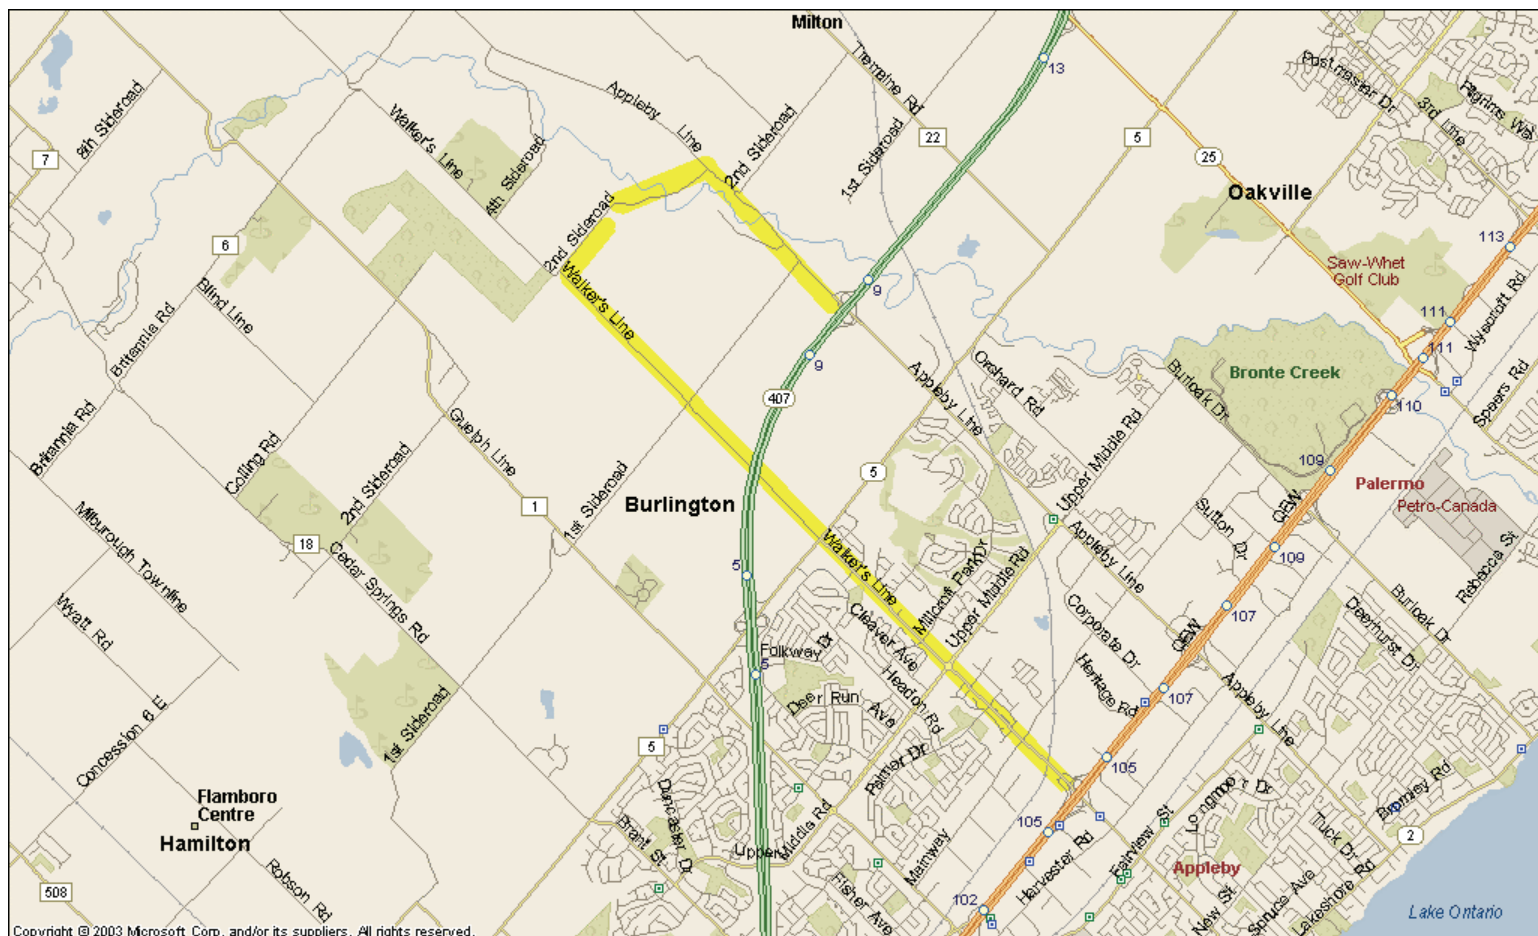 Milton
13
Postmaster Dr
Pilgrims Way
3rd Line
Tremaine Rd
Appleby Line
8th Sideroad
7
Walker's Line
4th Sideroad
2nd Sideroad
1st Sideroad
22
5
25
Oakville
2nd Sideroad
6
Walker's Line
Blind Line
Britannia Rd
9
9
Saw-Whet
Golf Club
113
111
111
Wyecroft Rd
Speers Rd
110
Bronte Creek
Burloak Dr
Orchard Rd
Appleby Line
407
Guelph Line
Britannia Rd
Colling Rd
2nd Sideroad
1st Sideroad
1
Burlington
5
Upper Middle Rd
109
Palermo
Petro-Canada
QEW
Sutton Dr
109
Rebecca St
Milburough Townline
18
Cedar Springs Rd
Walker's Line
Millcroft Park Dr
Upper Middle Rd
Appleby Line
Corporate Dr
5
Wyatt Rd
Cleaver Ave
107
Burloak Dr
Deerhurst Dr
QEW
Folkway Dr
5
Deer Run Ave
Headon Rd
Heritage Rd
107
Appleby Line
Concession 6 E
1st Sideroad
5
Palmer Dr
105
Flamboro
Centre
Hamilton
Duncaster Dr
Brant St
Upper Middle Rd
105
Longmoor Dr
Bromley Rd
2
Mainway
Harvester Rd
Fairview St
Truck Dr
Appleby
Robson Rd
508
Fisher Ave
102
New St
Spruce Ave
Lakeshore Rd
Lake Ontario
Copyright © 2003 Microsoft Corp. and/or its suppliers. All rights reserved.